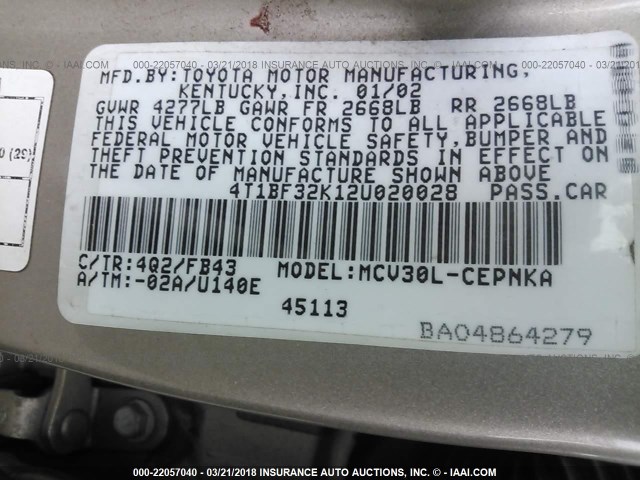 000-22057040 - 03/21/2018 INSURANCE AUTO AUCTIONS, INC. © - IAAI.COM
MFD.BY:TOYOTA MOTOR MANUFACTURING,
KENTUCKY,INC. 01/02
GVWR 4277LB GAWR FR 2668LB RR 2668LB
THIS VEHICLE CONFORMS TO ALL APPLICABLE
FEDERAL MOTOR VEHICLE SAFETY,BUMPER AND
THEFT PREVENTION STANDARDS IN EFFECT ON
THE DATE OF MANUFACTURE SHOWN ABOVE
4T1BF32K12U020028 PASS.CAR
C/TR:4Q2/FB43 MODEL:MCV30L-CEPNKA
A/TM:-02A/U140E
45113
BA04864279
000-22057040 - 03/21/2018 INSURANCE AUTO AUCTIONS, INC. © - IAAI.COM